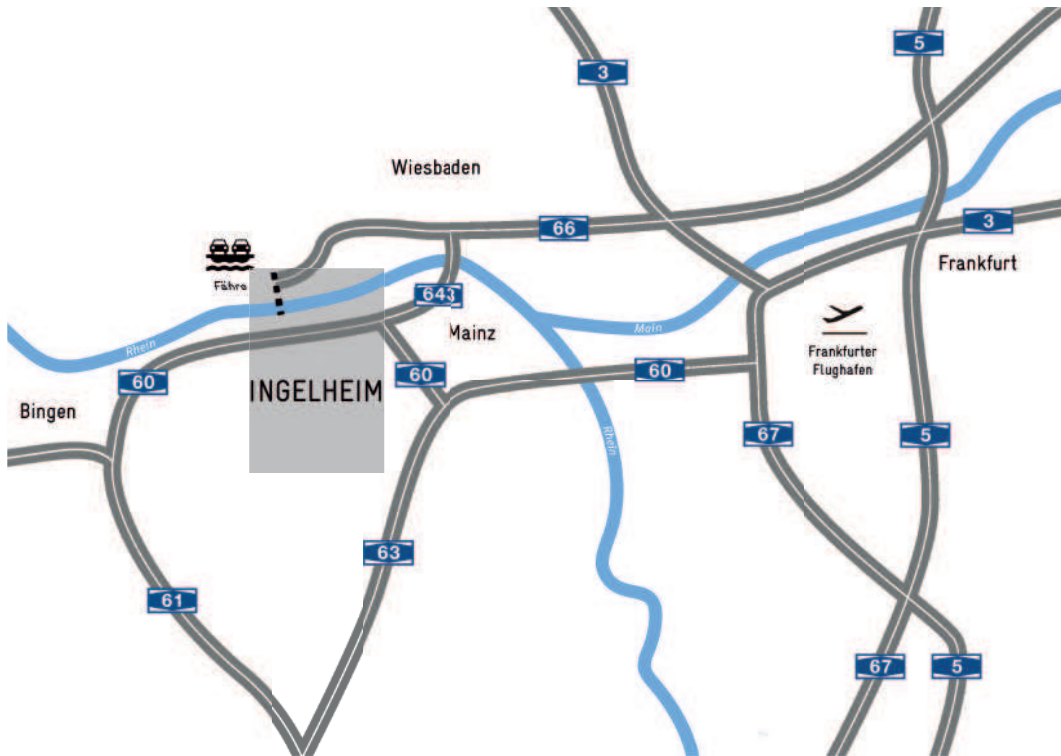 5
3
Wiesbaden
3
66
Fähre
Frankfurt
643
Mainz
Main
Rhein
Frankfurter
Flughafen
60
60
60
INGELHEIM
Bingen
67
5
Rhein
63
61
67
5